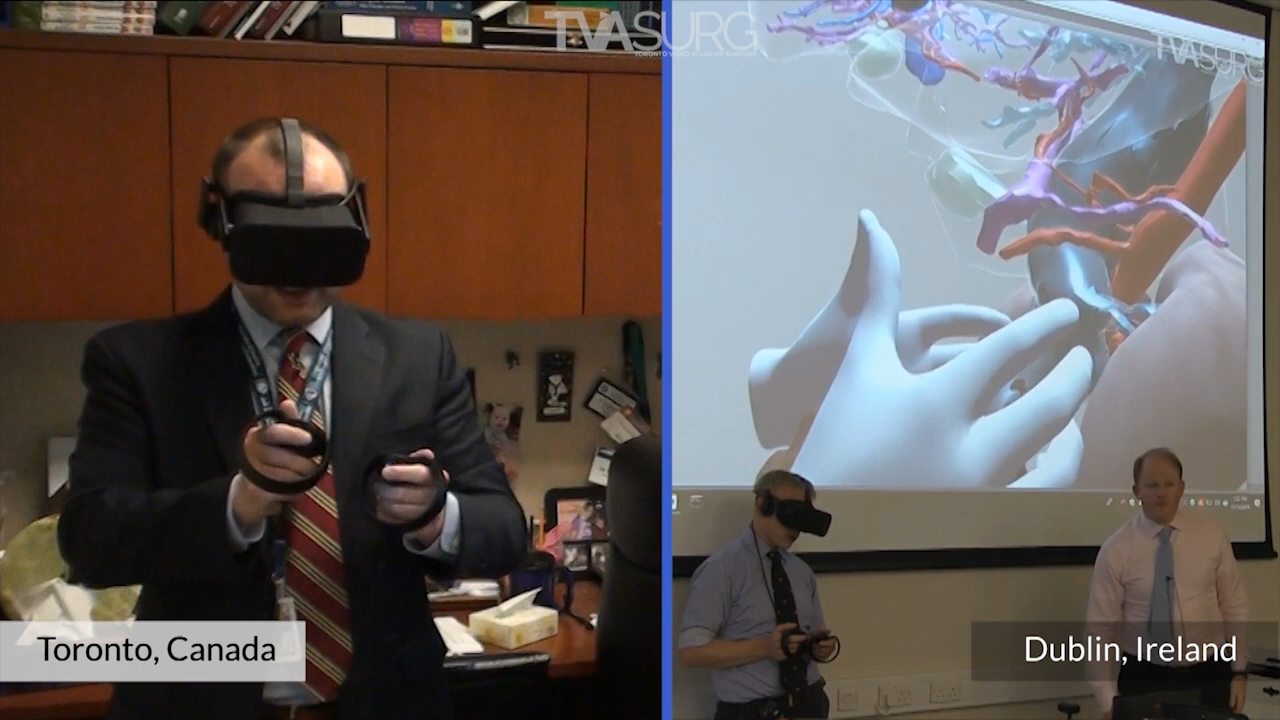 TVASURG
TORONTO VIDEO ATLAS OF SURGERY
TVASURG
Toronto, Canada
Dublin, Ireland